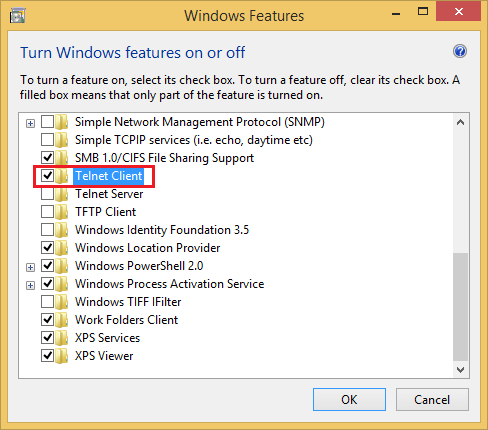 Windows Features
Turn Windows features on or off
To turn a feature on, select its check box. To turn a feature off, clear its check box. A
filled box means that only part of the feature is turned on.
Simple Network Management Protocol (SNMP)
Simple TCPIP services (i.e. echo, daytime etc)
SMB 1.0/CIFS File Sharing Support
Telnet Client
Telnet Server
TFTP Client
Windows Identity Foundation 3.5
Windows Location Provider
Windows PowerShell 2.0
Windows Process Activation Service
Windows TIFF IFilter
Work Folders Client
XPS Services
XPS Viewer
OK Cancel